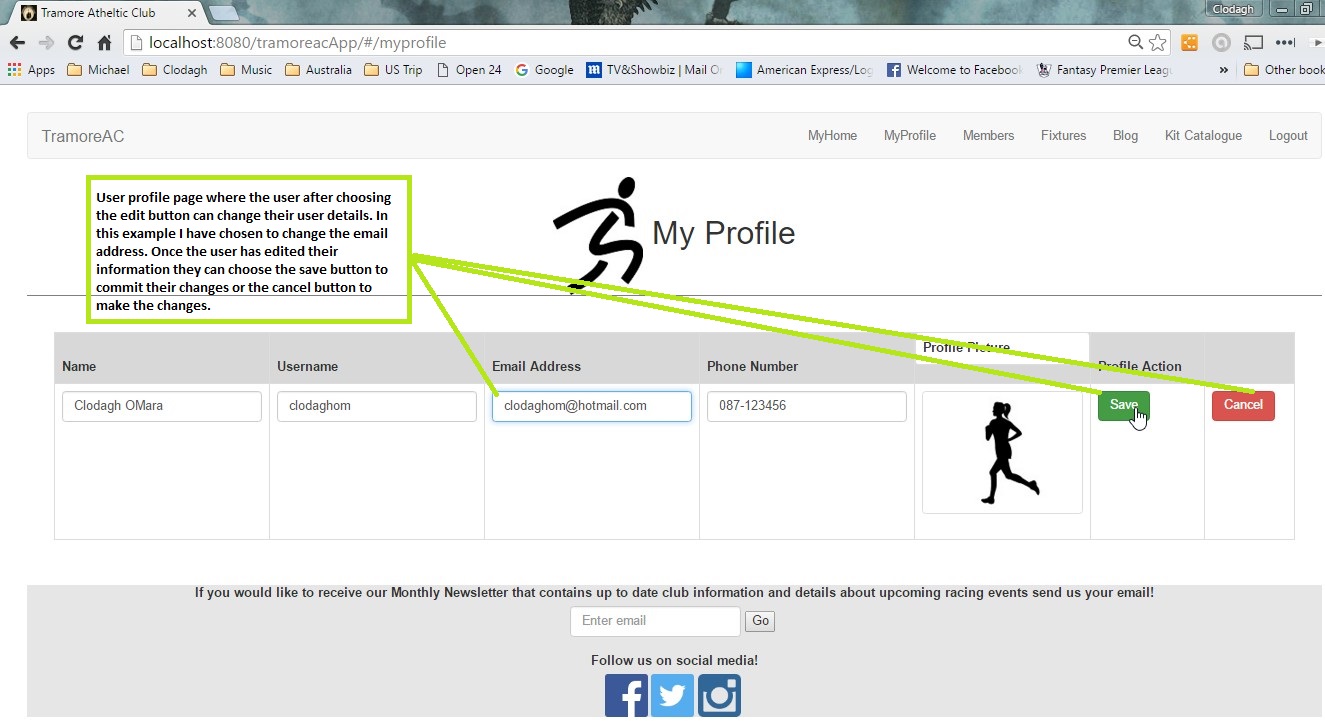 Tramore Atheltic Club
Clodagh
localhost:8080/tramoreacApp/#/myprofile
Apps Michael Clodagh Music Australia US Trip Open 24 Google TV&Showbiz | Mail Or American Express/Log Welcome to Facebook Fantasy Premier Leagu » Other book
TramoreAC MyHome MyProfile Members Fixtures Blog Kit Catalogue Logout
User profile page where the user after choosing
the edit button can change their user details. In
this example I have chosen to change the email
address. Once the user has edited their
information they can choose the save button to
commit their changes or the cancel button to
make the changes.
My Profile
Name Username Email Address Phone Number Profile Picture Profile Action
Clodagh OMara clodaghom clodaghom@hotmail.com 087-123456 Save Cancel
If you would like to receive our Monthly Newsletter that contains up to date club information and details about upcoming racing events send us your email!
Enter email Go
Follow us on social media!